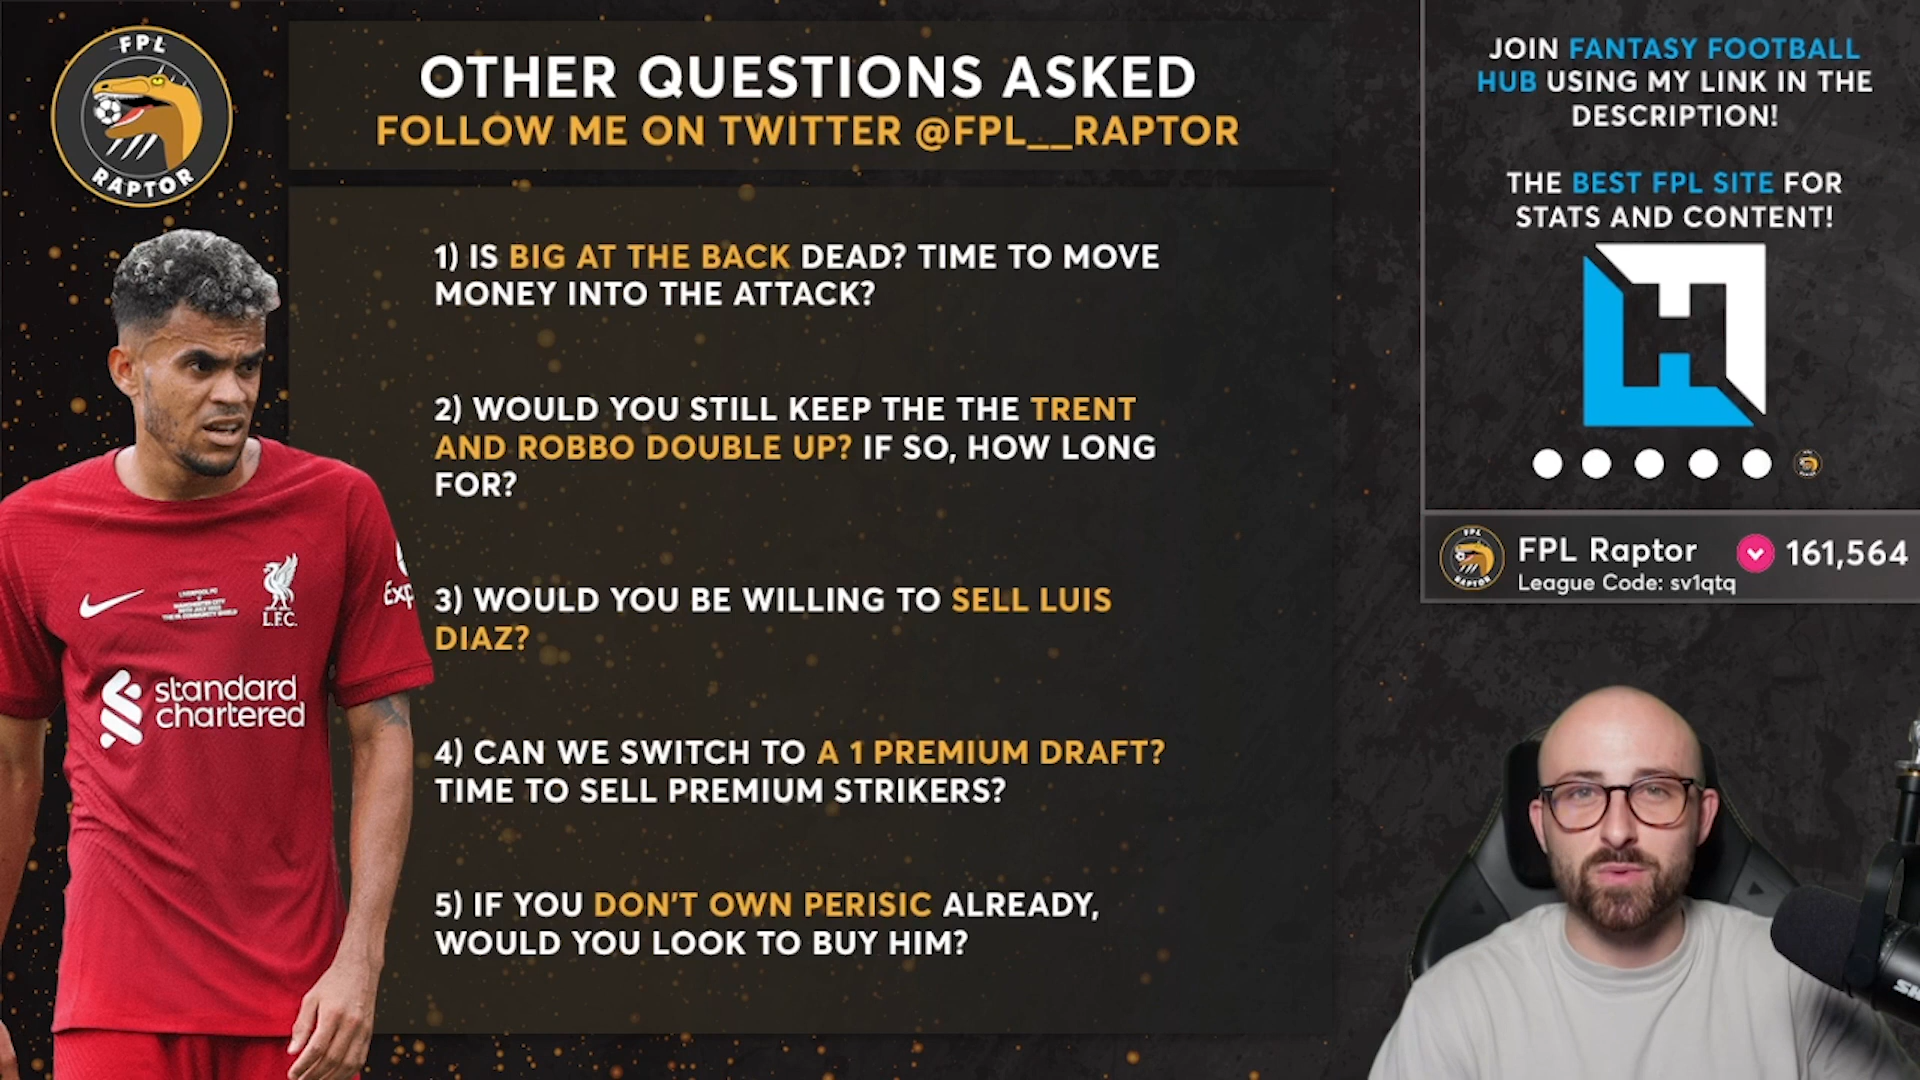 FPL
RAPTOR
OTHER QUESTIONS ASKED
FOLLOW ME ON TWITTER @FPL__RAPTOR
1) IS BIG AT THE BACK DEAD? TIME TO MOVE
MONEY INTO THE ATTACK?
2) WOULD YOU STILL KEEP THE THE TRENT
AND ROBBO DOUBLE UP? IF SO, HOW LONG
FOR?
3) WOULD YOU BE WILLING TO SELL LUIS
DIAZ?
4) CAN WE SWITCH TO A 1 PREMIUM DRAFT?
TIME TO SELL PREMIUM STRIKERS?
5) IF YOU DON'T OWN PERISIC ALREADY,
WOULD YOU LOOK TO BUY HIM?
L.F.C.
Exp
standard
chartered
JOIN FANTASY FOOTBALL
HUB USING MY LINK IN THE
DESCRIPTION!
THE BEST FPL SITE FOR
STATS AND CONTENT!
H
FPL
RAPTOR
FPL Raptor
161,564
League Code: sv1qtq